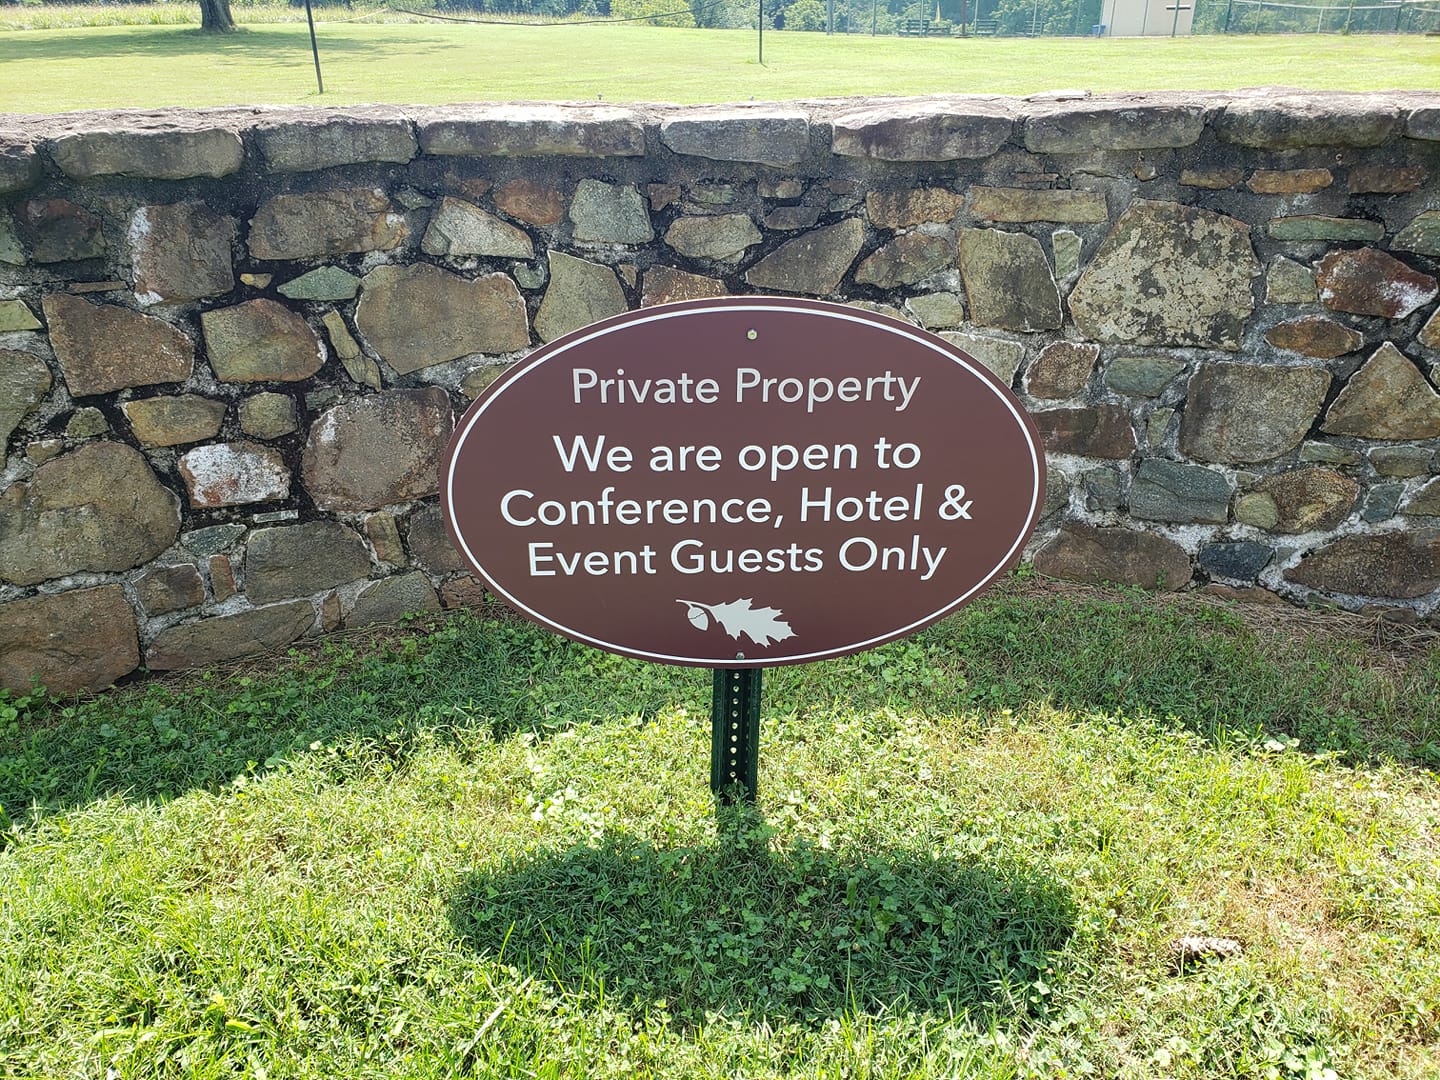 Private Property
We are open to
Conference, Hotel &
Event Guests Only